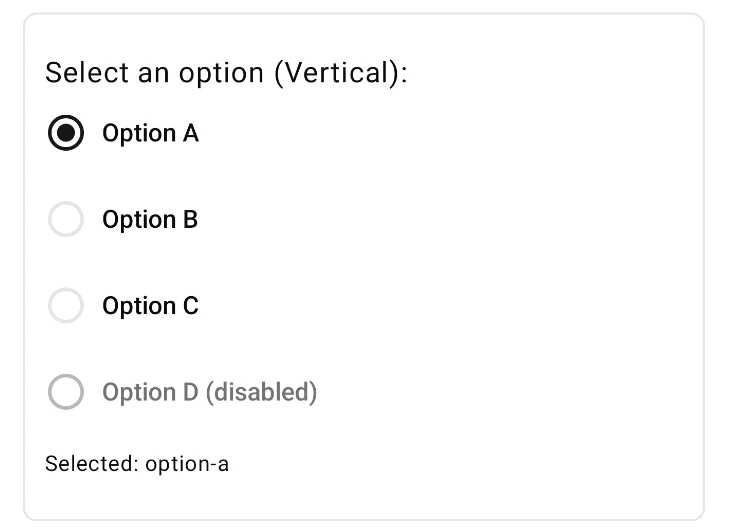 Select an option (Vertical):
Option A
Option B
Option C
Option D (disabled)
Selected: option-a